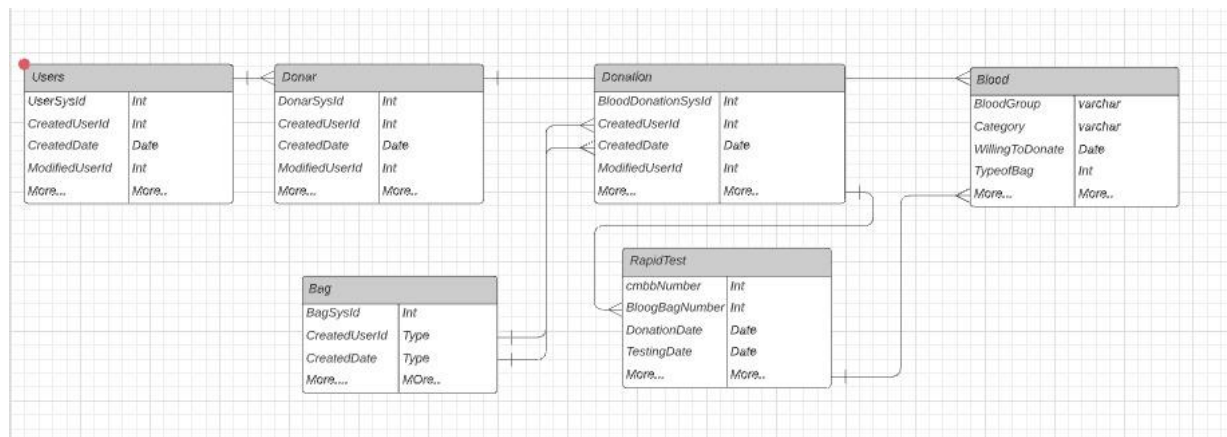 Users
UserSysId Int
CreatedUserId Int
CreatedDate Date
ModifiedUserId Int
More... More..
Donar
DonarSysId Int
CreatedUserId Int
CreatedDate Date
ModifiedUserId Int
More... More..
Donation
BloodDonationSysId Int
CreatedUserId Int
CreatedDate Date
ModifiedUserId Int
More... More..
Blood
BloodGroup varchar
Category varchar
WillingToDonate Date
TypeofBag Int
More... More..
Bag
BagSysId Int
CreatedUserId Type
CreatedDate Type
More.... MOre..
RapidTest
cmbbNumber Int
BloogBagNumber Int
DonationDate Date
TestingDate Date
More... More..